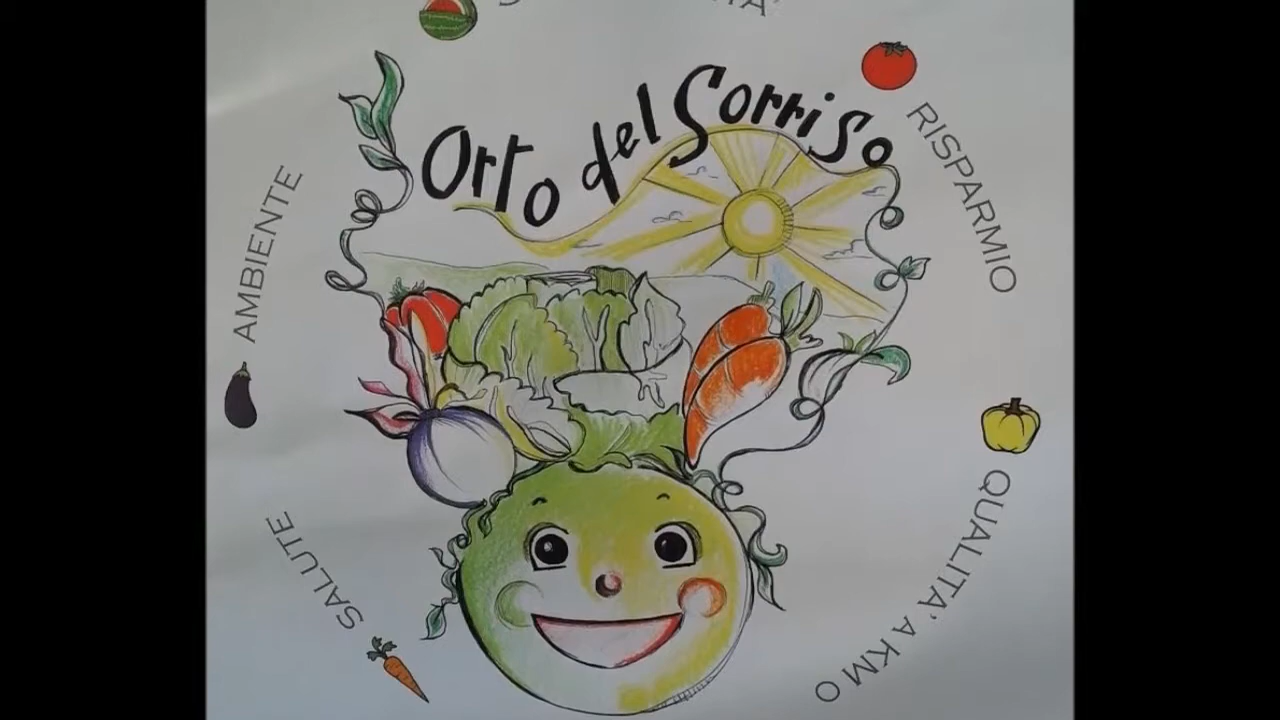 Orto del Sorriso
RISPARMIO
QUALITA' A KM 0
SALUTE
AMBIENTE